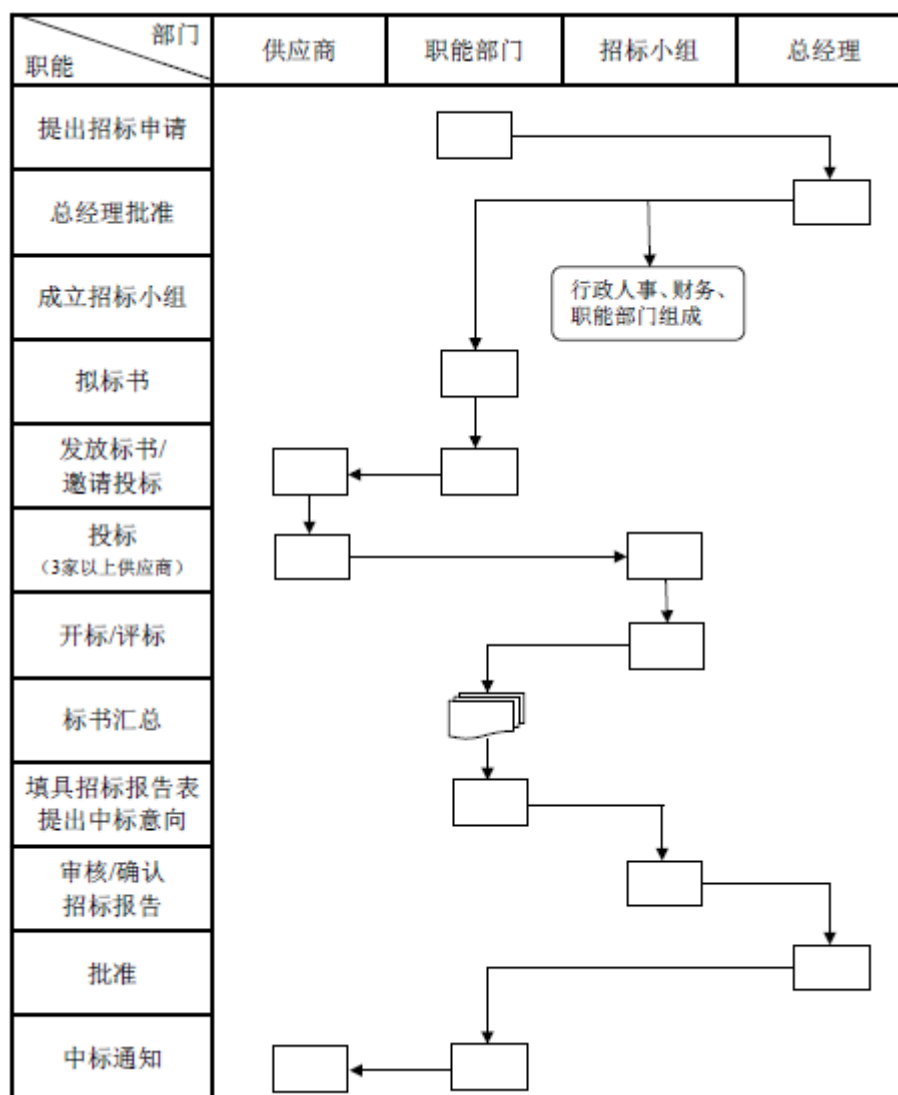 部门
职能
供应商
职能部门
招标小组
总经理
提出招标申请
总经理批准
成立招标小组
行政人事、财务、
职能部门组成
拟标书
发放标书/
邀请投标
投标
（3家以上供应商）
开标/评标
标书汇总
填具招标报告表
提出中标意向
审核/确认
招标报告
批准
中标通知